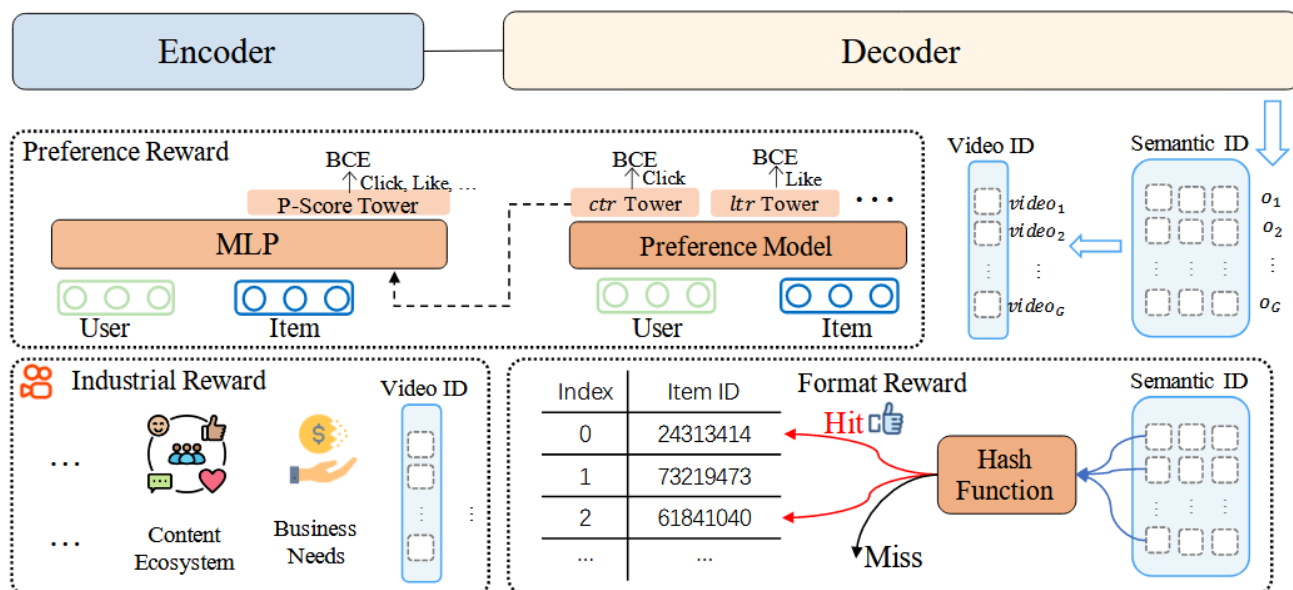 Encoder
Decoder
Preference Reward
BCE
Click, Like, …
P-Score Tower
MLP
User
Item
BCE
Click
BCE
Like
ctr Tower
ltr Tower
...
Preference Model
User
Item
Video ID
video₁
video₂
⋮
⋮
video_G
Semantic ID
o₁
o₂
⋮ ⋮ ⋮
⋮
o_G
Industrial Reward
Video ID
...
...
Content
Ecosystem
Business
Needs
⋮
⋮
Format Reward
Index Item ID
0 24313414
1 73219473
2 61841040
... ...
Hit
Miss
Hash
Function
Semantic ID
⋮ ⋮ ⋮